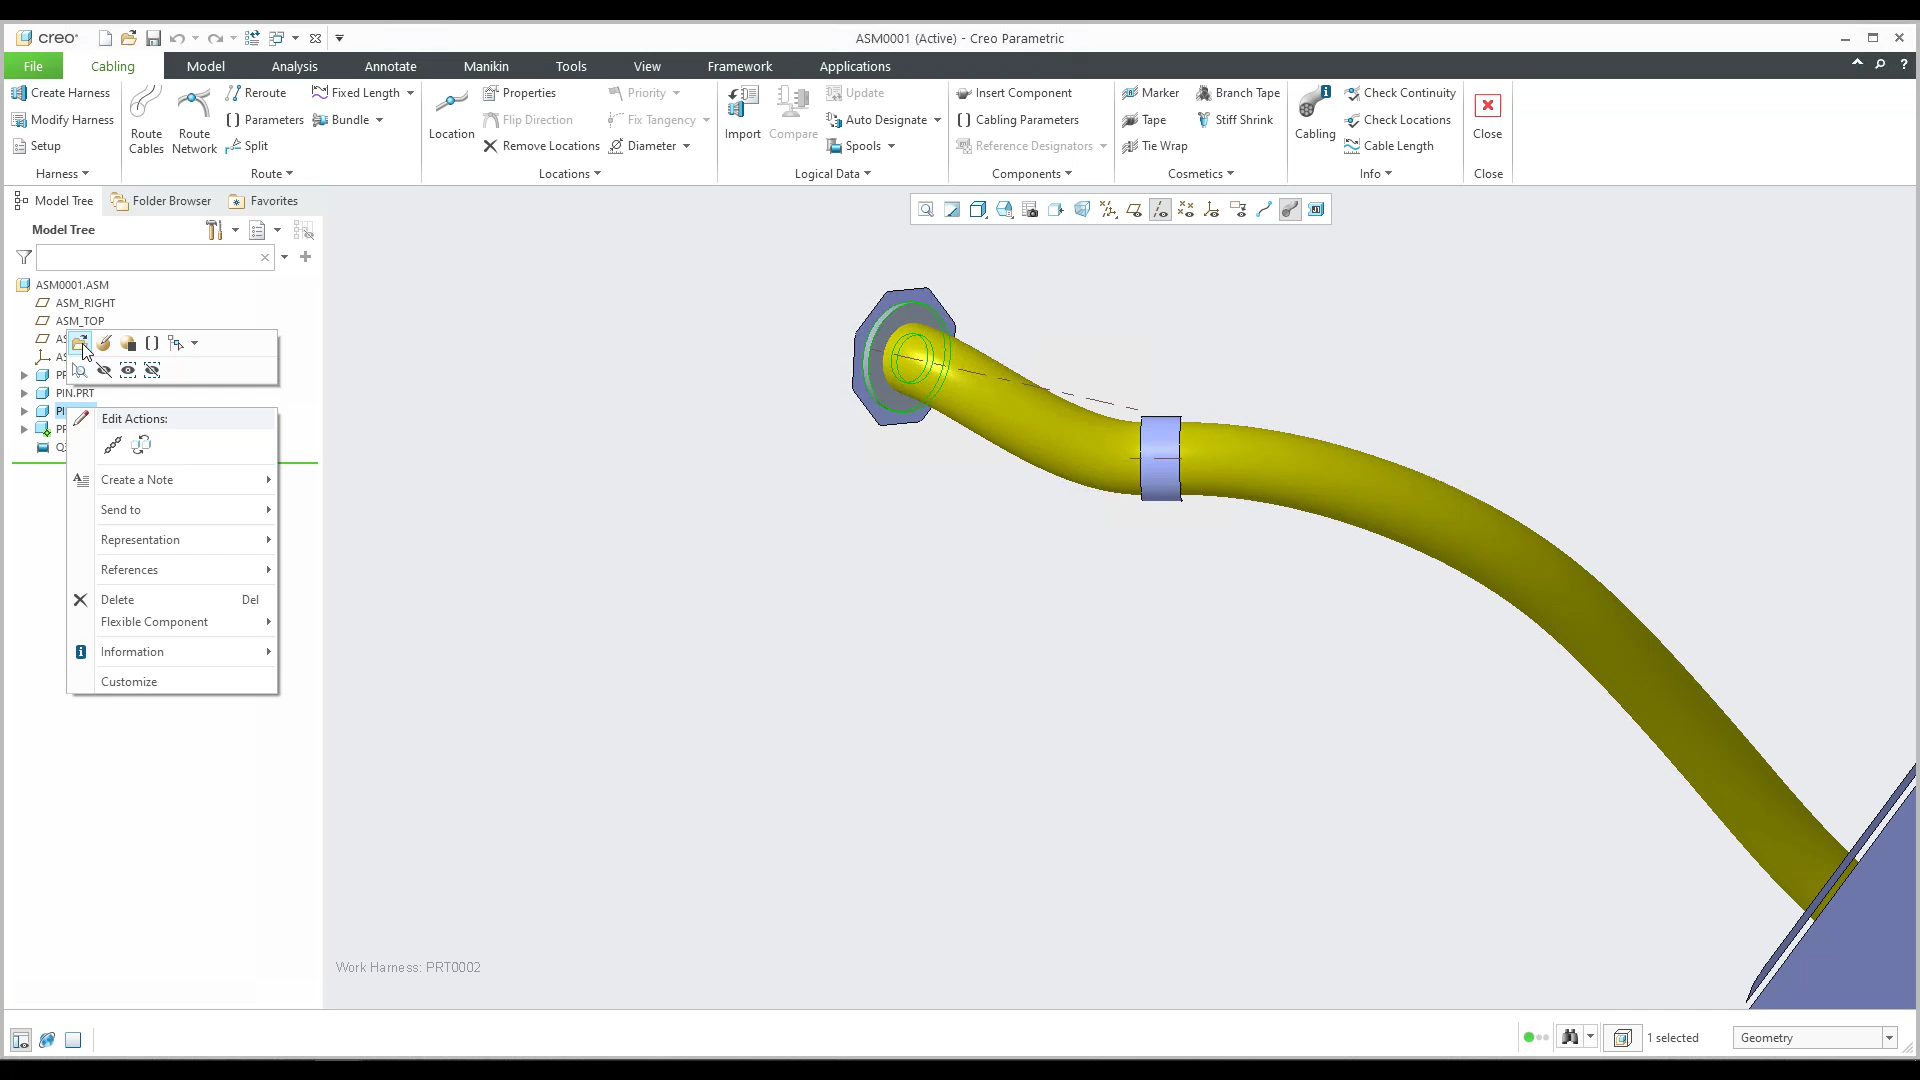 creo ASM0001 (Active) - Creo Parametric
File Cabling Model Analysis Annotate Manikin Tools View Framework Applications
Create Harness Reroute Fixed Length Properties Priority Update Insert Component Marker Branch Tape Check Continuity
Modify Harness Parameters Bundle Flip Direction Fix Tangency Auto Designate Cabling Parameters Tape Stiff Shrink Check Locations
Route Cables Route Network Location Import Compare Cabling Close
Setup Split Remove Locations Diameter Spools Reference Designators Tie Wrap Cable Length
Harness Route Locations Logical Data Components Cosmetics Info Close
Model Tree Folder Browser Favorites
Model Tree
ASM0001.ASM
ASM_RIGHT
ASM_TOP
AS
AS
PR
PIN.PRT
PI
Edit Actions:
PR
Create a Note
Send to
Representation
References
Delete Del
Flexible Component
Information
Customize
Work Harness: PRT0002
1 selected Geometry